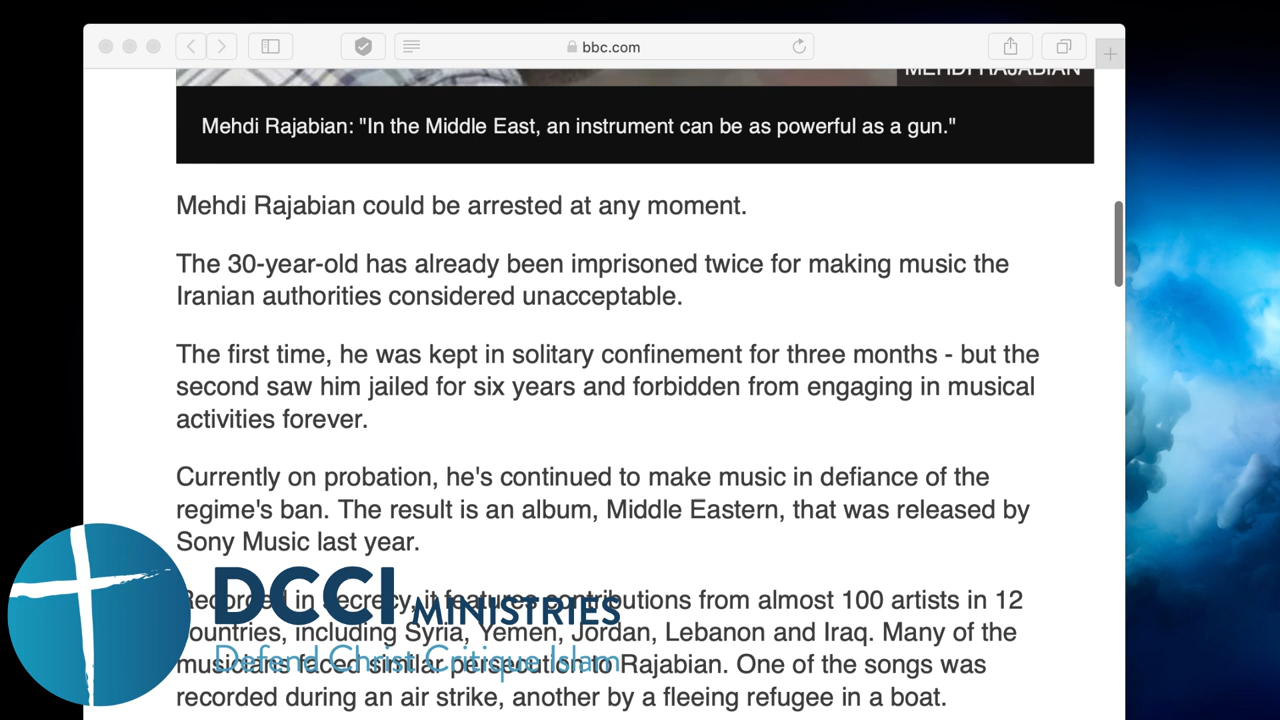 bbc.com
MEHDI RAJABIAN
Mehdi Rajabian: "In the Middle East, an instrument can be as powerful as a gun."
Mehdi Rajabian could be arrested at any moment.
The 30-year-old has already been imprisoned twice for making music the
Iranian authorities considered unacceptable.
The first time, he was kept in solitary confinement for three months - but the
second saw him jailed for six years and forbidden from engaging in musical
activities forever.
Currently on probation, he's continued to make music in defiance of the
regime's ban. The result is an album, Middle Eastern, that was released by
Sony Music last year.
Recorded in secrecy, it features contributions from almost 100 artists in 12
countries, including Syria, Yemen, Jordan, Lebanon and Iraq. Many of the
musicians faced similar persecution to Rajabian. One of the songs was
recorded during an air strike, another by a fleeing refugee in a boat.
DCCI MINISTRIES
Defend Christ Critique Islam